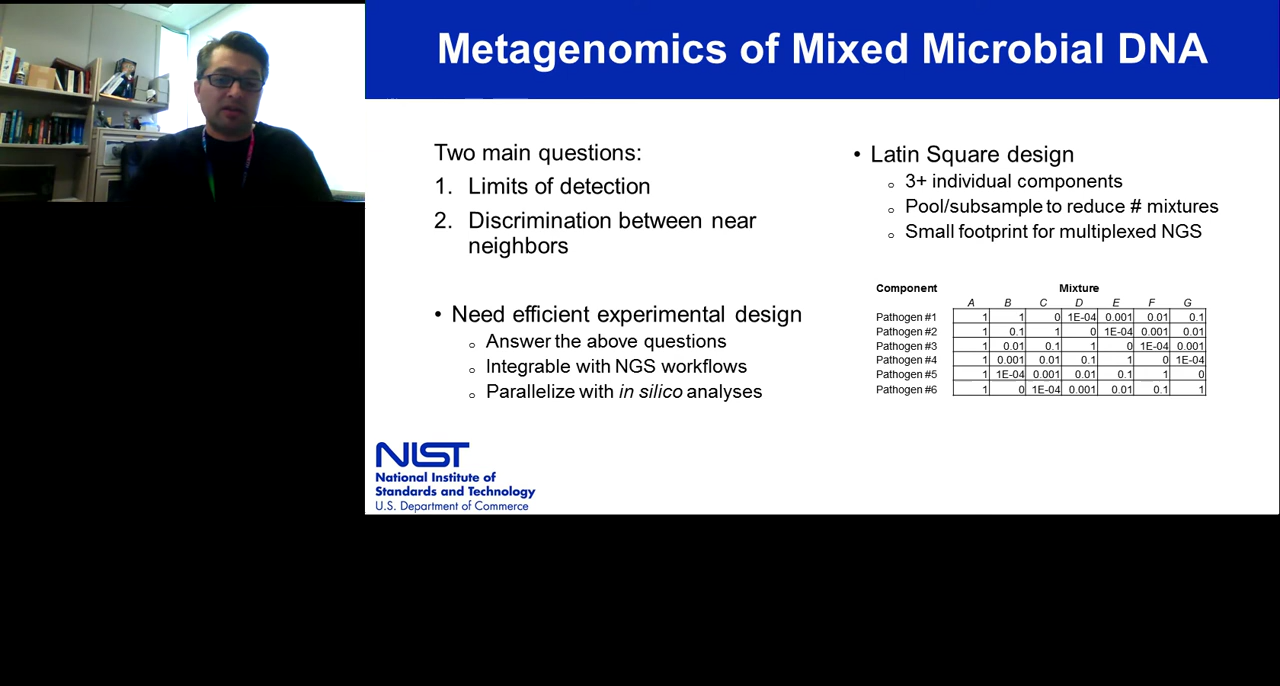 Metagenomics of Mixed Microbial DNA
Two main questions:
1. Limits of detection
2. Discrimination between near
neighbors
• Need efficient experimental design
o Answer the above questions
o Integrable with NGS workflows
o Parallelize with in silico analyses
• Latin Square design
o 3+ individual components
o Pool/subsample to reduce # mixtures
o Small footprint for multiplexed NGS
Component Mixture
A B C D E F G
Pathogen #1 1 1 0 1E-04 0.001 0.01 0.1
Pathogen #2 1 0.1 1 0 1E-04 0.001 0.01
Pathogen #3 1 0.01 0.1 1 0 1E-04 0.001
Pathogen #4 1 0.001 0.01 0.1 1 0 1E-04
Pathogen #5 1 1E-04 0.001 0.01 0.1 1 0
Pathogen #6 1 0 1E-04 0.001 0.01 0.1 1
NIST
National Institute of
Standards and Technology
U.S. Department of Commerce